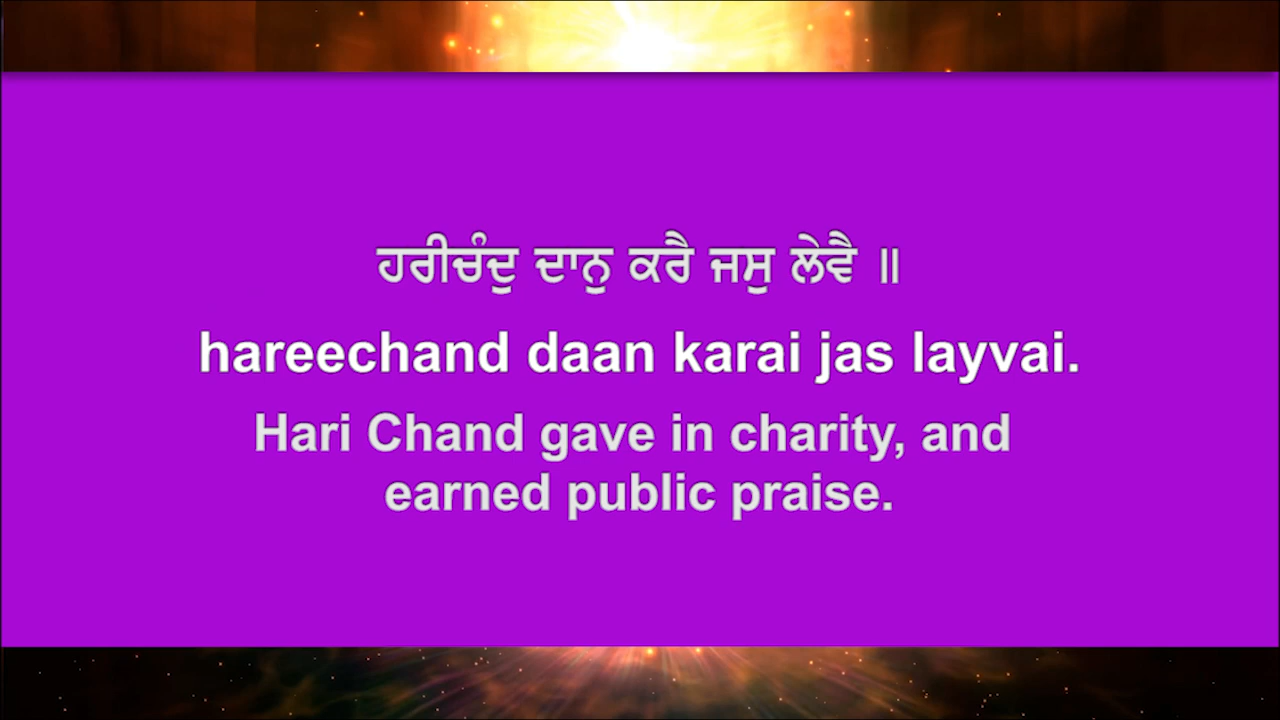 ਹਰੀਚੰਦੁ ਦਾਨੁ ਕਰੈ ਜਸੁ ਲੇਵੈ ॥
hareechand daan karai jas layvai.
Hari Chand gave in charity, and
earned public praise.